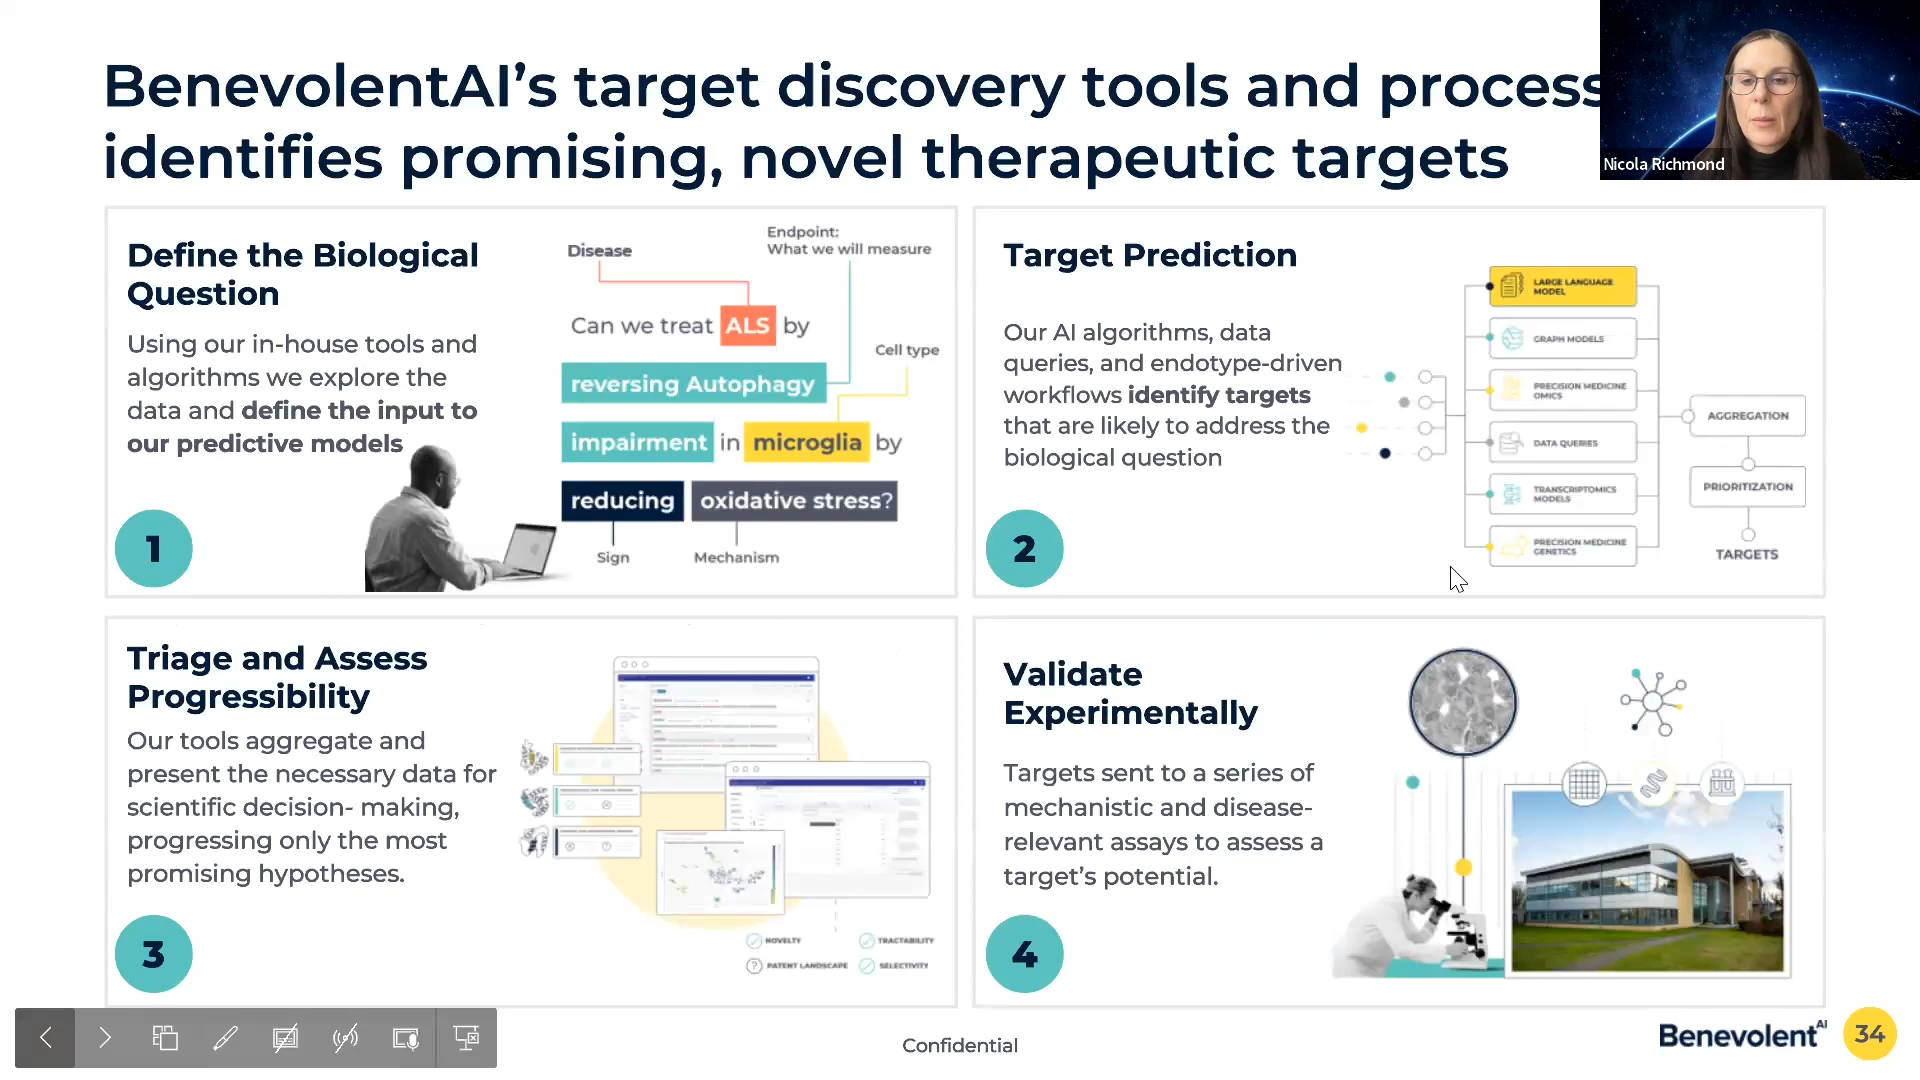 BenevolentAI's target discovery tools and process
identifies promising, novel therapeutic targets
Nicola Richmond
Define the Biological
Question
Using our in-house tools and
algorithms we explore the
data and define the input to
our predictive models
1
Disease
Endpoint:
What we will measure
Can we treat ALS by
Cell type
reversing Autophagy
impairment in microglia by
reducing oxidative stress?
Sign
Mechanism
Target Prediction
Our AI algorithms, data
queries, and endotype-driven
workflows identify targets
that are likely to address the
biological question
2
LARGE LANGUAGE
MODEL
GRAPH MODELS
PRECISION MEDICINE
OMICS
DATA QUERIES
TRANSCRIPTOMICS
MODELS
PRECISION MEDICINE
GENETICS
AGGREGATION
PRIORITIZATION
TARGETS
Triage and Assess
Progressibility
Our tools aggregate and
present the necessary data for
scientific decision- making,
progressing only the most
promising hypotheses.
3
NOVELTY
TRACTABILITY
PATENT LANDSCAPE
SELECTIVITY
Validate
Experimentally
Targets sent to a series of
mechanistic and disease-
relevant assays to assess a
target's potential.
4
Confidential
BenevolentAI
34